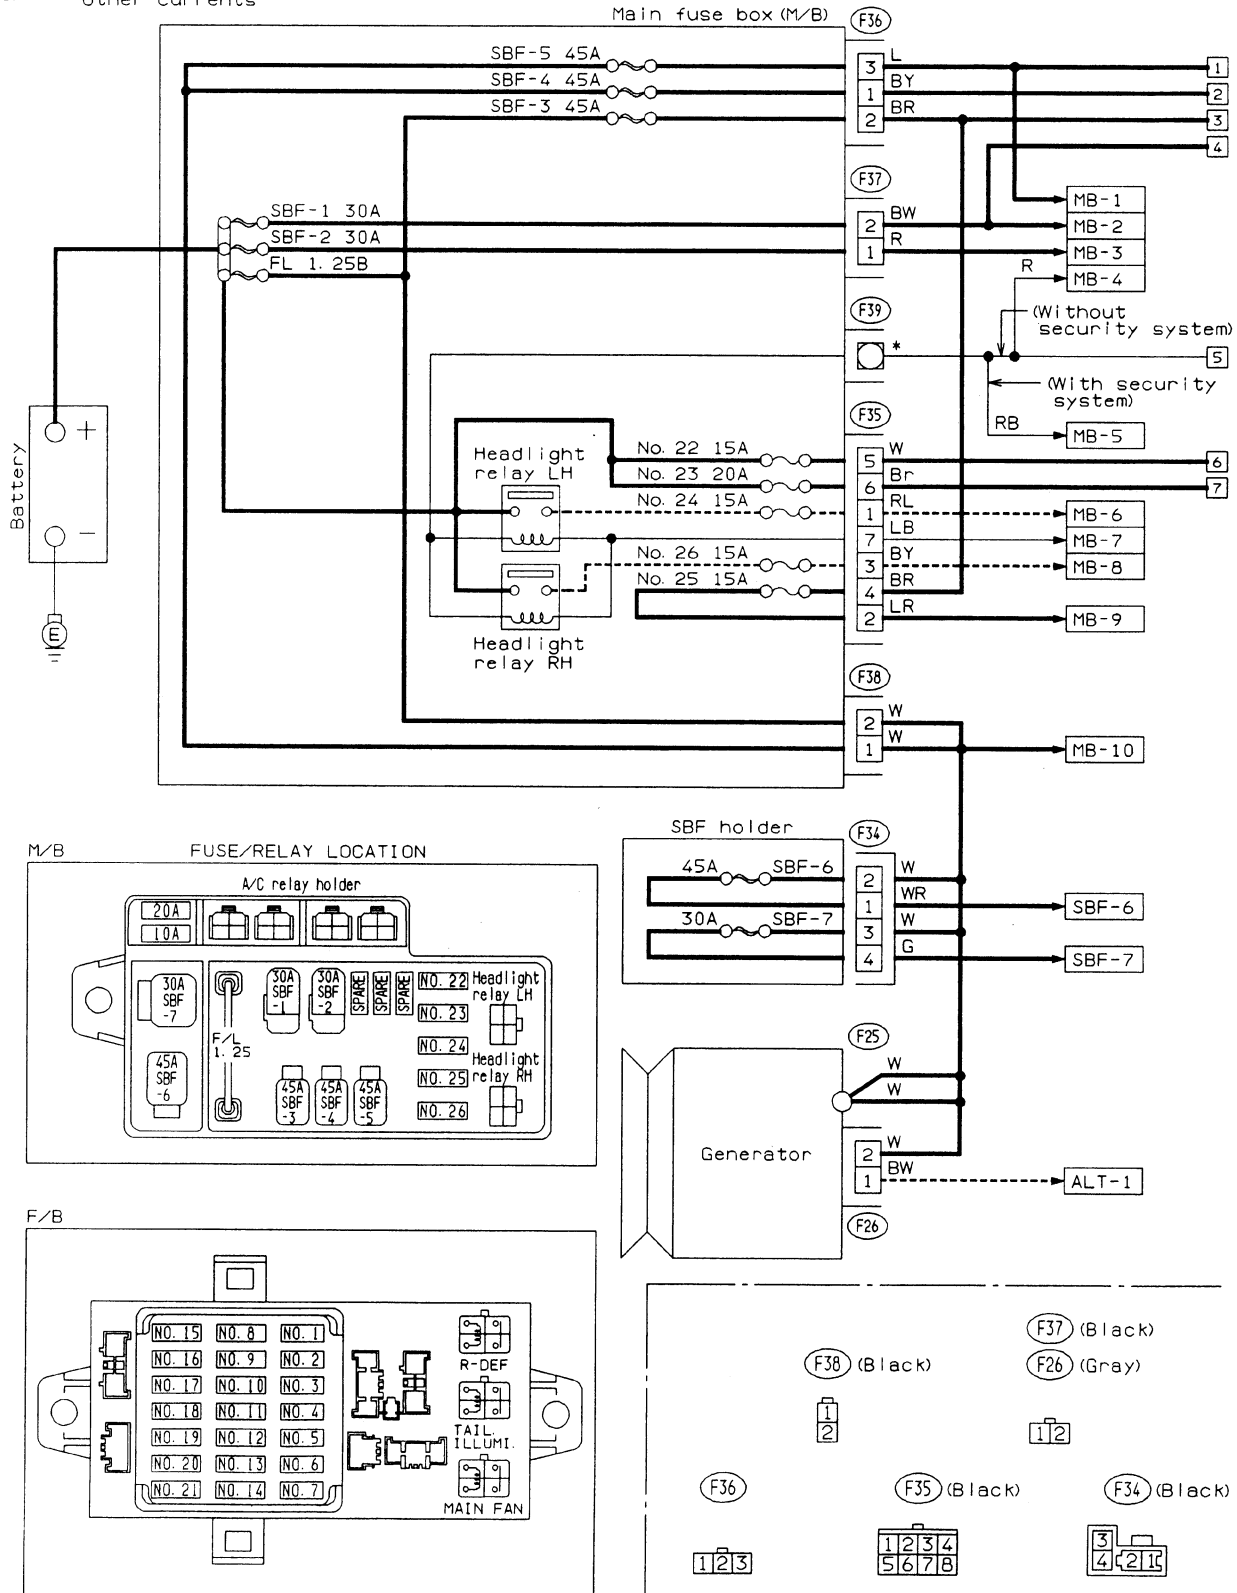 Other currents
Main fuse box (M/B)
F36
SBF-5 45A
3 L
1
SBF-4 45A
1 BY
2
SBF-3 45A
2 BR
3
4
F37
MB-1
SBF-1 30A
2 BW
MB-2
SBF-2 30A
1 R
MB-3
FL 1. 25B
R
MB-4
F39
(Without
security system)
*
5
(With security
system)
F35
RB
MB-5
Headlight
relay LH
No. 22 15A
5 W
6
No. 23 20A
6 Br
7
No. 24 15A
1 RL
MB-6
7 LB
MB-7
No. 26 15A
3 BY
MB-8
No. 25 15A
4 BR
2 LR
MB-9
Headlight
relay RH
Battery
+
-
E
F38
2 W
1 W
MB-10
SBF holder
F34
45A SBF-6
2 W
1 WR
SBF-6
30A SBF-7
3 W
4 G
SBF-7
M/B
FUSE/RELAY LOCATION
A/C relay holder
20A
10A
30A
SBF
-7
45A
SBF
-6
F/L
1. 25
30A
SBF
-1
30A
SBF
-2
SPARE
SPARE
SPARE
NO. 22
NO. 23
NO. 24
NO. 25
NO. 26
Headlight
relay LH
Headlight
relay RH
45A
SBF
-3
45A
SBF
-4
45A
SBF
-5
F25
W
W
Generator
2 W
1 BW
ALT-1
F26
F/B
NO. 15 NO. 8 NO. 1
NO. 16 NO. 9 NO. 2
NO. 17 NO. 10 NO. 3
NO. 18 NO. 11 NO. 4
NO. 19 NO. 12 NO. 5
NO. 20 NO. 13 NO. 6
NO. 21 NO. 14 NO. 7
R-DEF
TAIL.
ILLUMI.
MAIN FAN
F37 (Black)
F38 (Black)
F26 (Gray)
1
2
1 2
F36
F35 (Black)
F34 (Black)
1 2 3
1 2 3 4
5 6 7 8
3
4 2 1